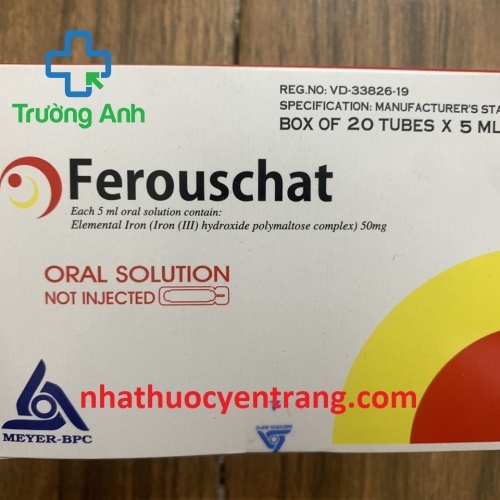 Trường Anh
REG.NO: VD-33826-19
SPECIFICATION: MANUFACTURER'S STA
BOX OF 20 TUBES X 5 ML
Ferouschat
Each 5 ml oral solution contain:
Elemental Iron (Iron (III) hydroxide polymaltose complex) 50mg
ORAL SOLUTION
NOT INJECTED
nhathuocyentrang.com
MEYER-BPC